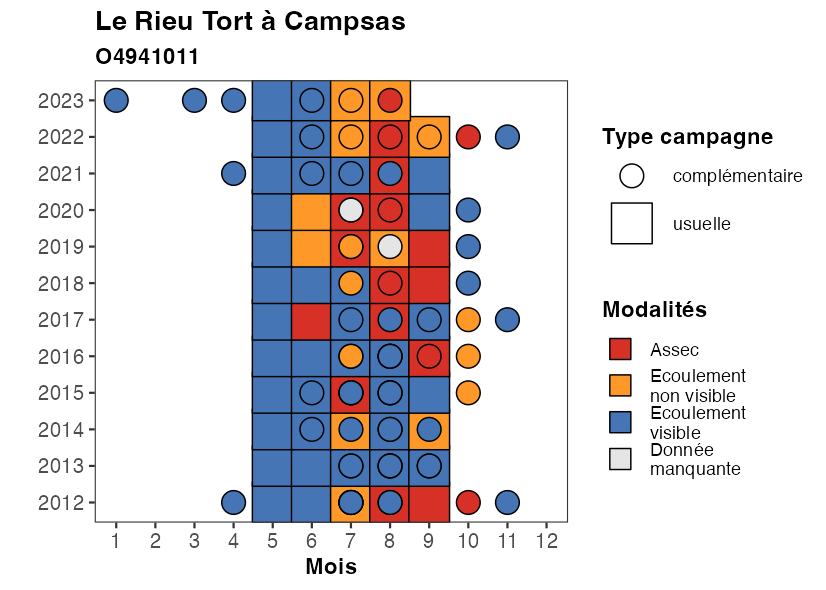 Le Rieu Tort à Campsas
O4941011
2023
2022
2021
2020
2019
2018
2017
2016
2015
2014
2013
2012
1 2 3 4 5 6 7 8 9 10 11 12
Mois
Type campagne
complémentaire
usuelle
Modalités
Assec
Ecoulement
non visible
Ecoulement
visible
Donnée
manquante